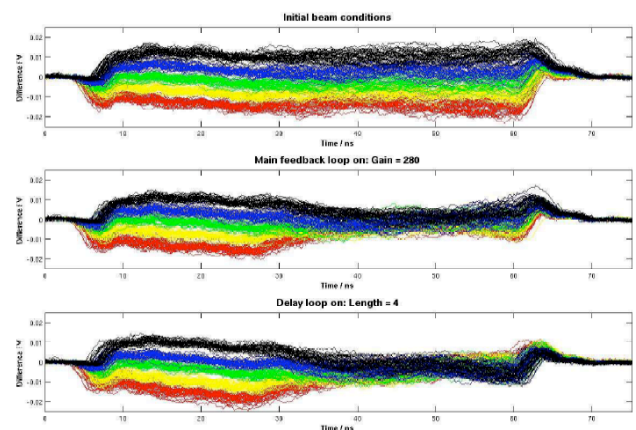 Initial beam conditions
0.02
0.01
0
-0.01
-0.02
Difference / V
0 10 20 30 40 50 60 70
Time / ns
Main feedback loop on: Gain = 280
0.02
0.01
0
-0.01
-0.02
Difference / V
0 10 20 30 40 50 60 70
Time / ns
Delay loop on: Length = 4
0.02
0.01
0
-0.01
-0.02
Difference / V
0 10 20 30 40 50 60 70
Time / ns